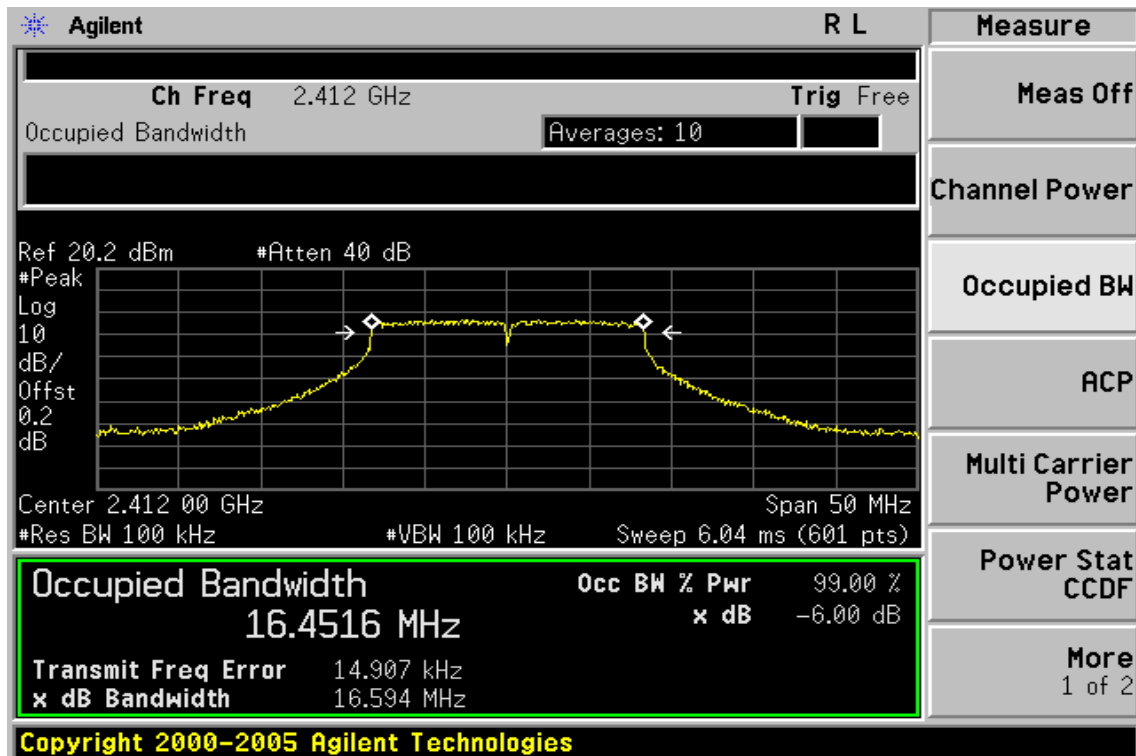 Agilent
R L
Measure
Ch Freq 2.412 GHz
Trig Free
Occupied Bandwidth
Averages: 10
Ref 20.2 dBm
#Atten 40 dB
#Peak
Log
10
dB/
Offst
0.2
dB
Center 2.412 00 GHz
Span 50 MHz
#Res BW 100 kHz
#VBW 100 kHz
Sweep 6.04 ms (601 pts)
Occupied Bandwidth
16.4516 MHz
Occ BW % Pwr 99.00 %
x dB -6.00 dB
Transmit Freq Error 14.907 kHz
x dB Bandwidth 16.594 MHz
Meas Off
Channel Power
Occupied BW
ACP
Multi Carrier
Power
Power Stat
CCDF
More
1 of 2
Copyright 2000-2005 Agilent Technologies